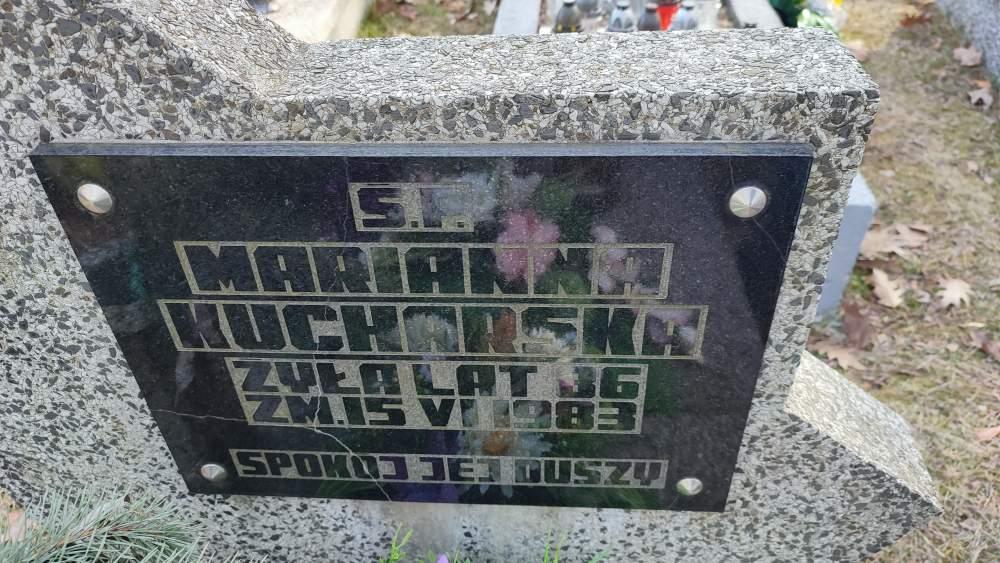 Ś.P.
MARIANNA
KUCHARSKA
ŻYŁA LAT 36
ZM.15 VI 1983
SPOKÓJ JEJ DUSZY